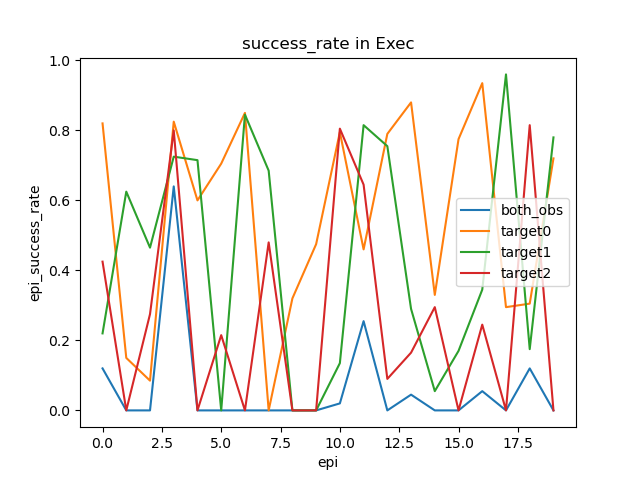 success_rate in Exec
epi_success_rate
1.0
0.8
0.6
0.4
0.2
0.0
both_obs
target0
target1
target2
0.0 2.5 5.0 7.5 10.0 12.5 15.0 17.5
epi